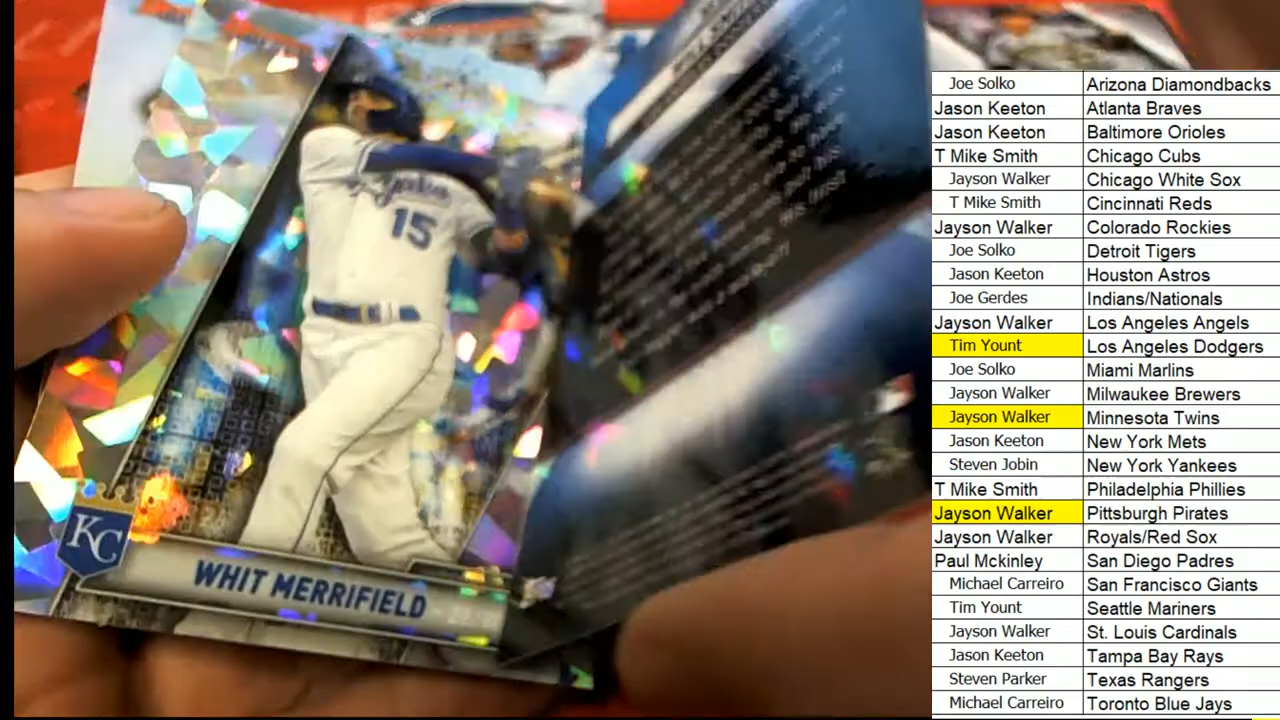 Royals
15
KC
WHIT MERRIFIELD
Joe Solko Arizona Diamondbacks
Jason Keeton Atlanta Braves
Jason Keeton Baltimore Orioles
T Mike Smith Chicago Cubs
Jayson Walker Chicago White Sox
T Mike Smith Cincinnati Reds
Jayson Walker Colorado Rockies
Joe Solko Detroit Tigers
Jason Keeton Houston Astros
Joe Gerdes Indians/Nationals
Jayson Walker Los Angeles Angels
Tim Yount Los Angeles Dodgers
Joe Solko Miami Marlins
Jayson Walker Milwaukee Brewers
Jayson Walker Minnesota Twins
Jason Keeton New York Mets
Steven Jobin New York Yankees
T Mike Smith Philadelphia Phillies
Jayson Walker Pittsburgh Pirates
Jayson Walker Royals/Red Sox
Paul Mckinley San Diego Padres
Michael Carreiro San Francisco Giants
Tim Yount Seattle Mariners
Jayson Walker St. Louis Cardinals
Jason Keeton Tampa Bay Rays
Steven Parker Texas Rangers
Michael Carreiro Toronto Blue Jays